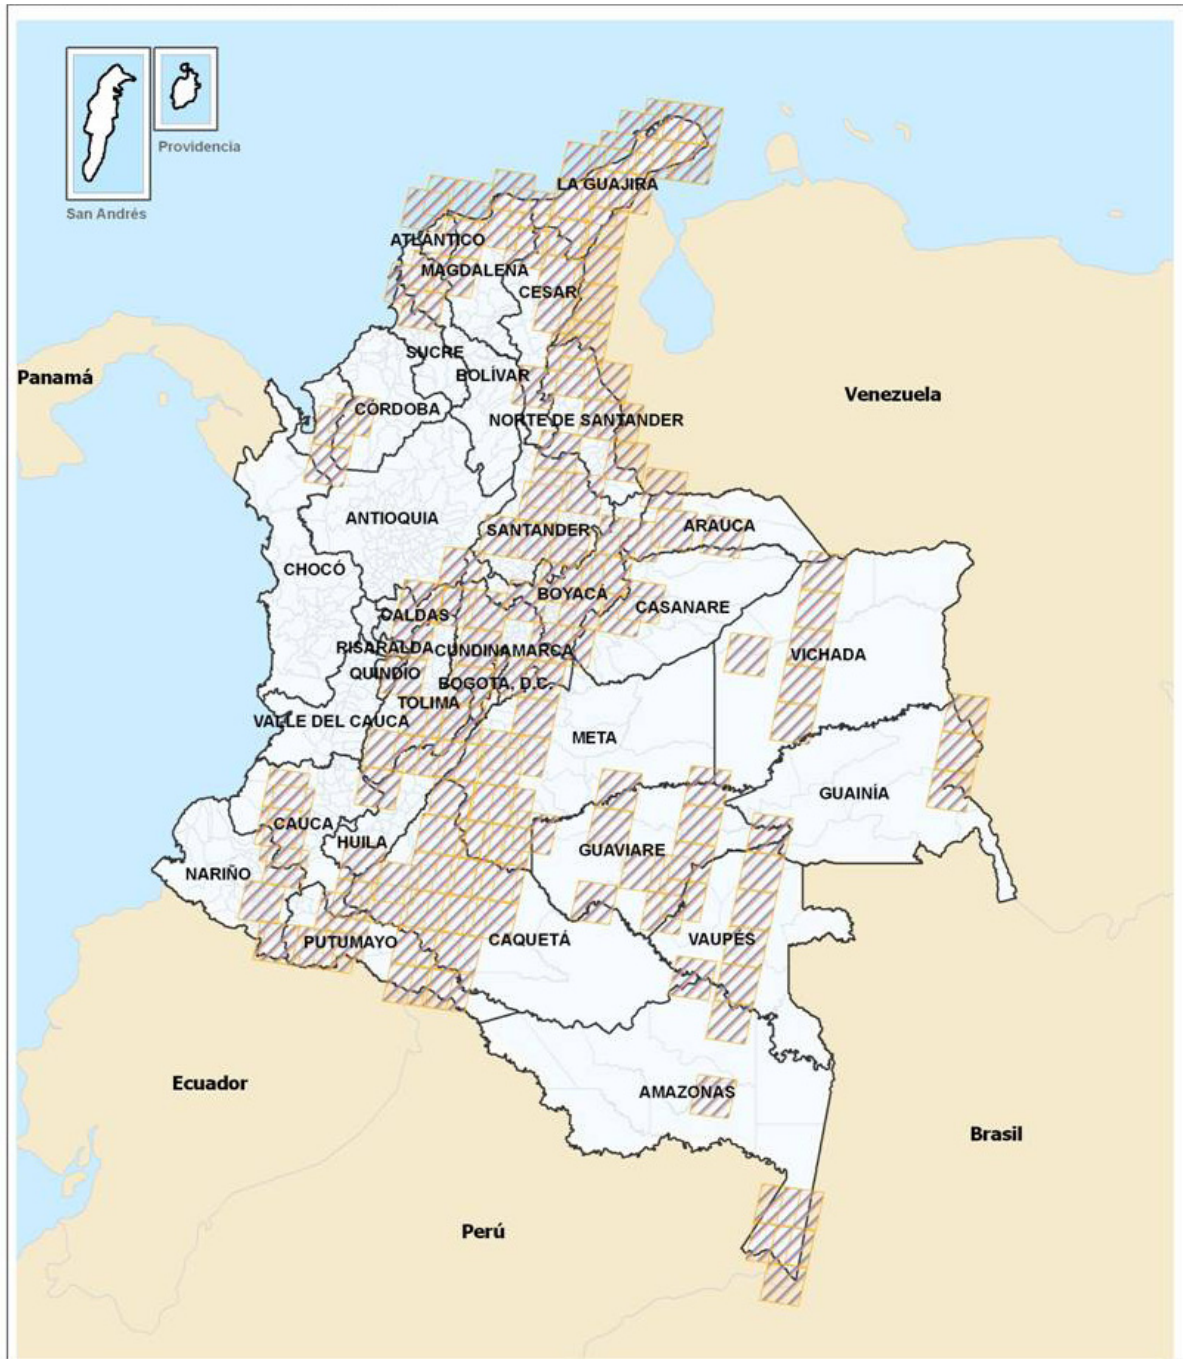 Providencia
San Andrés
LA GUAJIRA
ATLÁNTICO
MAGDALENA
CESAR
SUCRE
BOLÍVAR
Panamá
Venezuela
CÓRDOBA
NORTE DE SANTANDER
ANTIOQUIA
SANTANDER
ARAUCA
CHOCÓ
BOYACÁ
CASANARE
CALDAS
RISARALDA
CUNDINAMARCA
VICHADA
QUINDÍO
BOGOTÁ, D.C.
TOLIMA
VALLE DEL CAUCA
META
GUAINÍA
CAUCA
HUILA
GUAVIARE
NARIÑO
PUTUMAYO
CAQUETÁ
VAUPÉS
Ecuador
AMAZONAS
Brasil
Perú